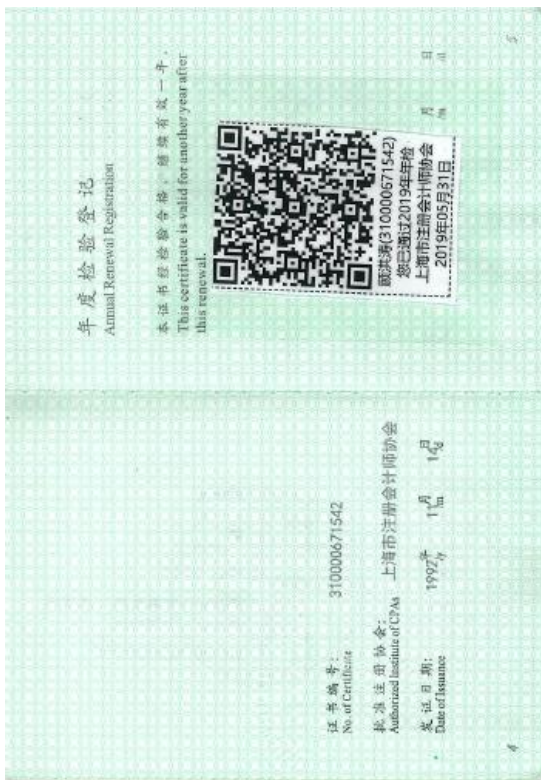 证书编号:
No. of Certificate
310000671542
批准注册协会:
Authorized Institute of CPAs
上海市注册会计师协会
发证日期:
Date of Issuance
1992年 11月 14日
/y /m /d
4
年度检验登记
Annual Renewal Registration
本证书经检验合格,继续有效一年。
This certificate is valid for another year after
this renewal.
洪涛(310000671542)
您已通过2019年年检
上海市注册会计师协会
2019年05月31日
月 日
/m /d
5